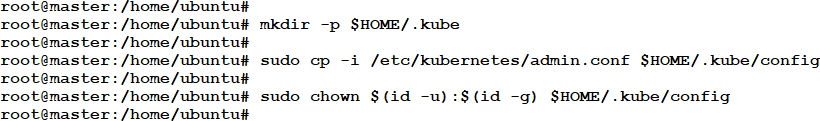 root@master:/home/ubuntu#
root@master:/home/ubuntu# mkdir -p $HOME/.kube
root@master:/home/ubuntu#
root@master:/home/ubuntu# sudo cp -i /etc/kubernetes/admin.conf $HOME/.kube/config
root@master:/home/ubuntu#
root@master:/home/ubuntu# sudo chown $(id -u):$(id -g) $HOME/.kube/config
root@master:/home/ubuntu#